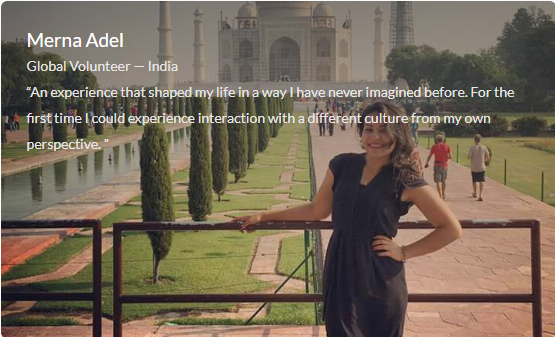 Merna Adel
Global Volunteer — India
“An experience that shaped my life in a way I have never imagined before. For the
first time I could experience interaction with a different culture from my own
perspective. ”